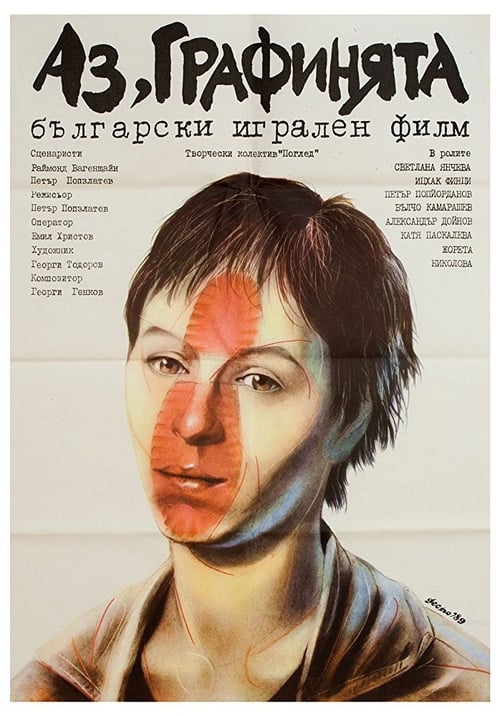 Аз, Графинята
български игрален филм
Сценаристи
Раймонд Вагенщайн
Петър Попзлатев
Режисьор
Петър Попзлатев
Оператор
Емил Христов
Художник
Георги Тодоров
Композитор
Георги Генков
Творчески колектив "Поглед"
В ролите
СВЕТЛАНА ЯНЧЕВА
ИЦХАК ФИНЦИ
ПЕТЪР ПОПЙОРДАНОВ
ВЪЛЧО КАМАРАШЕВ
АЛЕКСАНДЪР ДОЙНОВ
КАТЯ ПАСКАЛЕВА
ЖОРЕТА
НИКОЛОВА